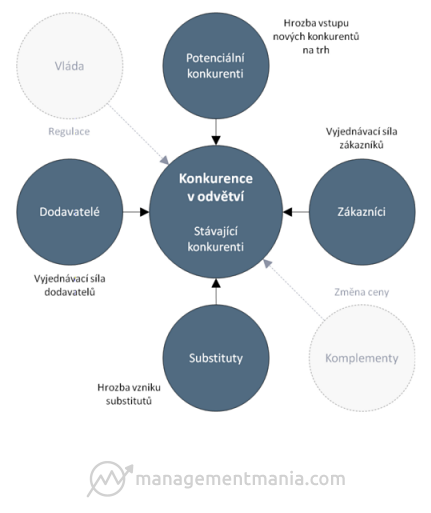 Hrozba vstupu
nových konkurentů
na trh
Vláda
Potenciální
konkurenti
Regulace
Vyjednávací síla
zákazníků
Konkurence
v odvětví
Stávající
konkurenti
Dodavatelé
Zákazníci
Vyjednávací síla
dodavatelů
Změna ceny
Substituty
Komplementy
Hrozba vzniku
substitutů
managementmania.com